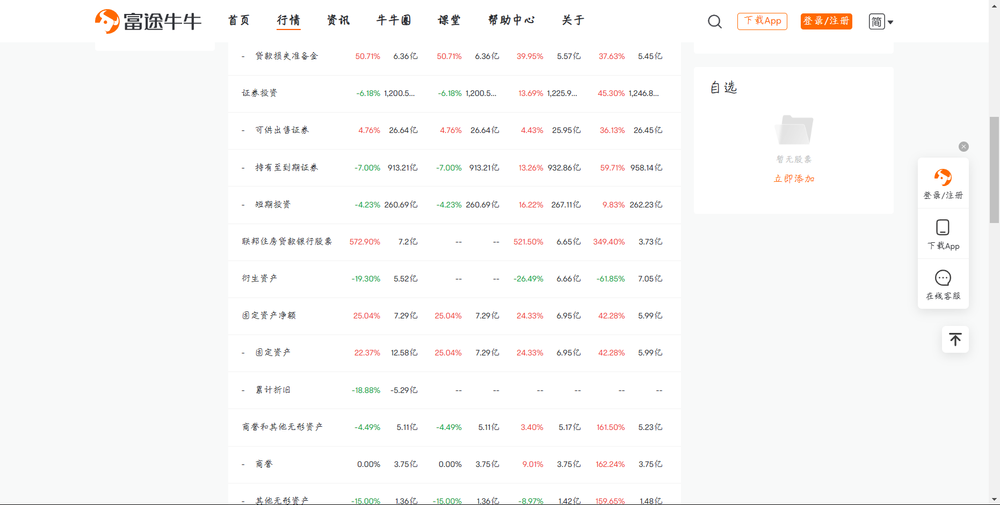 富途牛牛 首页 行情 资讯 牛牛圈 课堂 帮助中心 关于 下载App 登录/注册 简
- 贷款损失准备金 50.71% 6.36亿 50.71% 6.36亿 39.95% 5.57亿 37.63% 5.45亿
证券投资 -6.18% 1,200.5... -6.18% 1,200.5... 13.69% 1,225.9... 45.30% 1,246.8...
- 可供出售证券 4.76% 26.64亿 4.76% 26.64亿 4.43% 25.95亿 36.13% 26.45亿
- 持有至到期证券 -7.00% 913.21亿 -7.00% 913.21亿 13.26% 932.86亿 59.71% 958.14亿
- 短期投资 -4.23% 260.69亿 -4.23% 260.69亿 16.22% 267.11亿 9.83% 262.23亿
联邦住房贷款银行股票 572.90% 7.2亿 -- -- 521.50% 6.65亿 349.40% 3.73亿
衍生资产 -19.30% 5.52亿 -- -- -26.49% 6.66亿 -61.85% 7.05亿
固定资产净额 25.04% 7.29亿 25.04% 7.29亿 24.33% 6.95亿 42.28% 5.99亿
- 固定资产 22.37% 12.58亿 25.04% 7.29亿 24.33% 6.95亿 42.28% 5.99亿
- 累计折旧 -18.88% -5.29亿 -- -- -- -- -- --
商誉和其他无形资产 -4.49% 5.11亿 -4.49% 5.11亿 3.40% 5.17亿 161.50% 5.23亿
- 商誉 0.00% 3.75亿 0.00% 3.75亿 9.01% 3.75亿 162.24% 3.75亿
- 其他无形资产 -15.00% 1.36亿 -15.00% 1.36亿 -8.97% 1.42亿 159.65% 1.48亿
自选
暂无股票
立即添加
登录/注册
下载App
在线客服